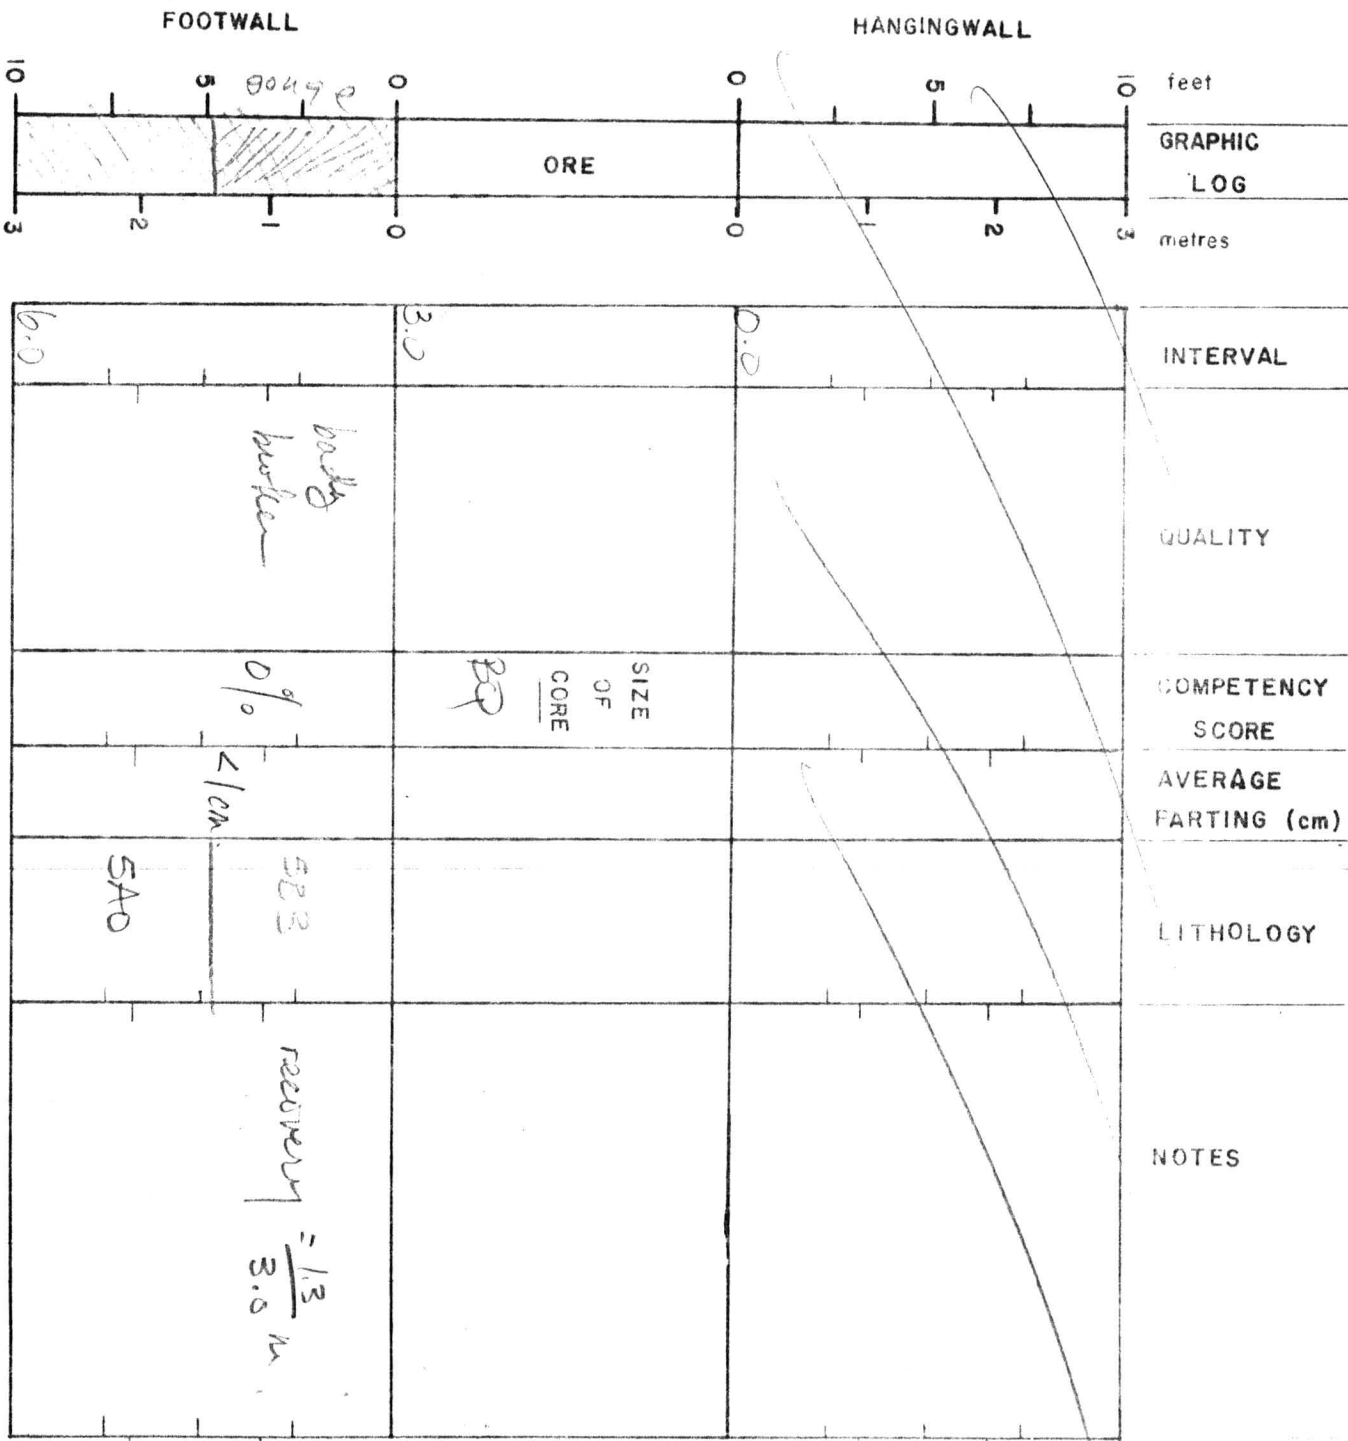 FOOTWALL
HANGINGWALL
10 5 0 0 5 10 feet
ORE
GRAPHIC
LOG
3 2 1 0 0 1 2 3 metres
6.0 3.0 0.0
INTERVAL
badly
broken
QUALITY
0%
SIZE
OF
CORE
BQ
COMPETENCY
SCORE
<1cm
AVERAGE
PARTING (cm)
5A0
LITHOLOGY
recovery = 1.3
3.0 m
NOTES